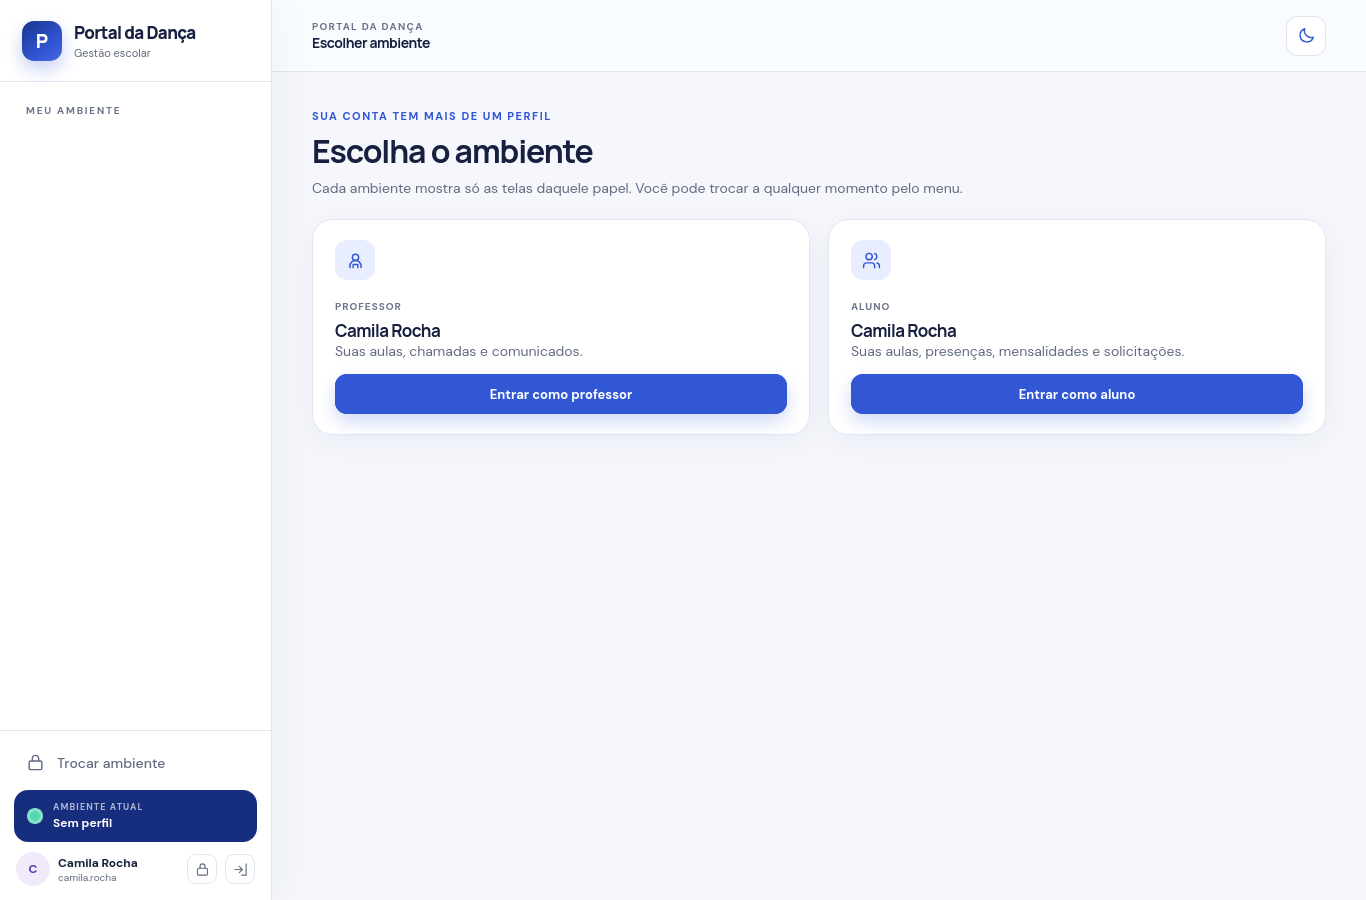 P
Portal da Dança
Gestão escolar
MEU AMBIENTE
Trocar ambiente
AMBIENTE ATUAL
Sem perfil
C
Camila Rocha
camila.rocha
PORTAL DA DANÇA
Escolher ambiente
SUA CONTA TEM MAIS DE UM PERFIL
Escolha o ambiente
Cada ambiente mostra só as telas daquele papel. Você pode trocar a qualquer momento pelo menu.
PROFESSOR
Camila Rocha
Suas aulas, chamadas e comunicados.
Entrar como professor
ALUNO
Camila Rocha
Suas aulas, presenças, mensalidades e solicitações.
Entrar como aluno